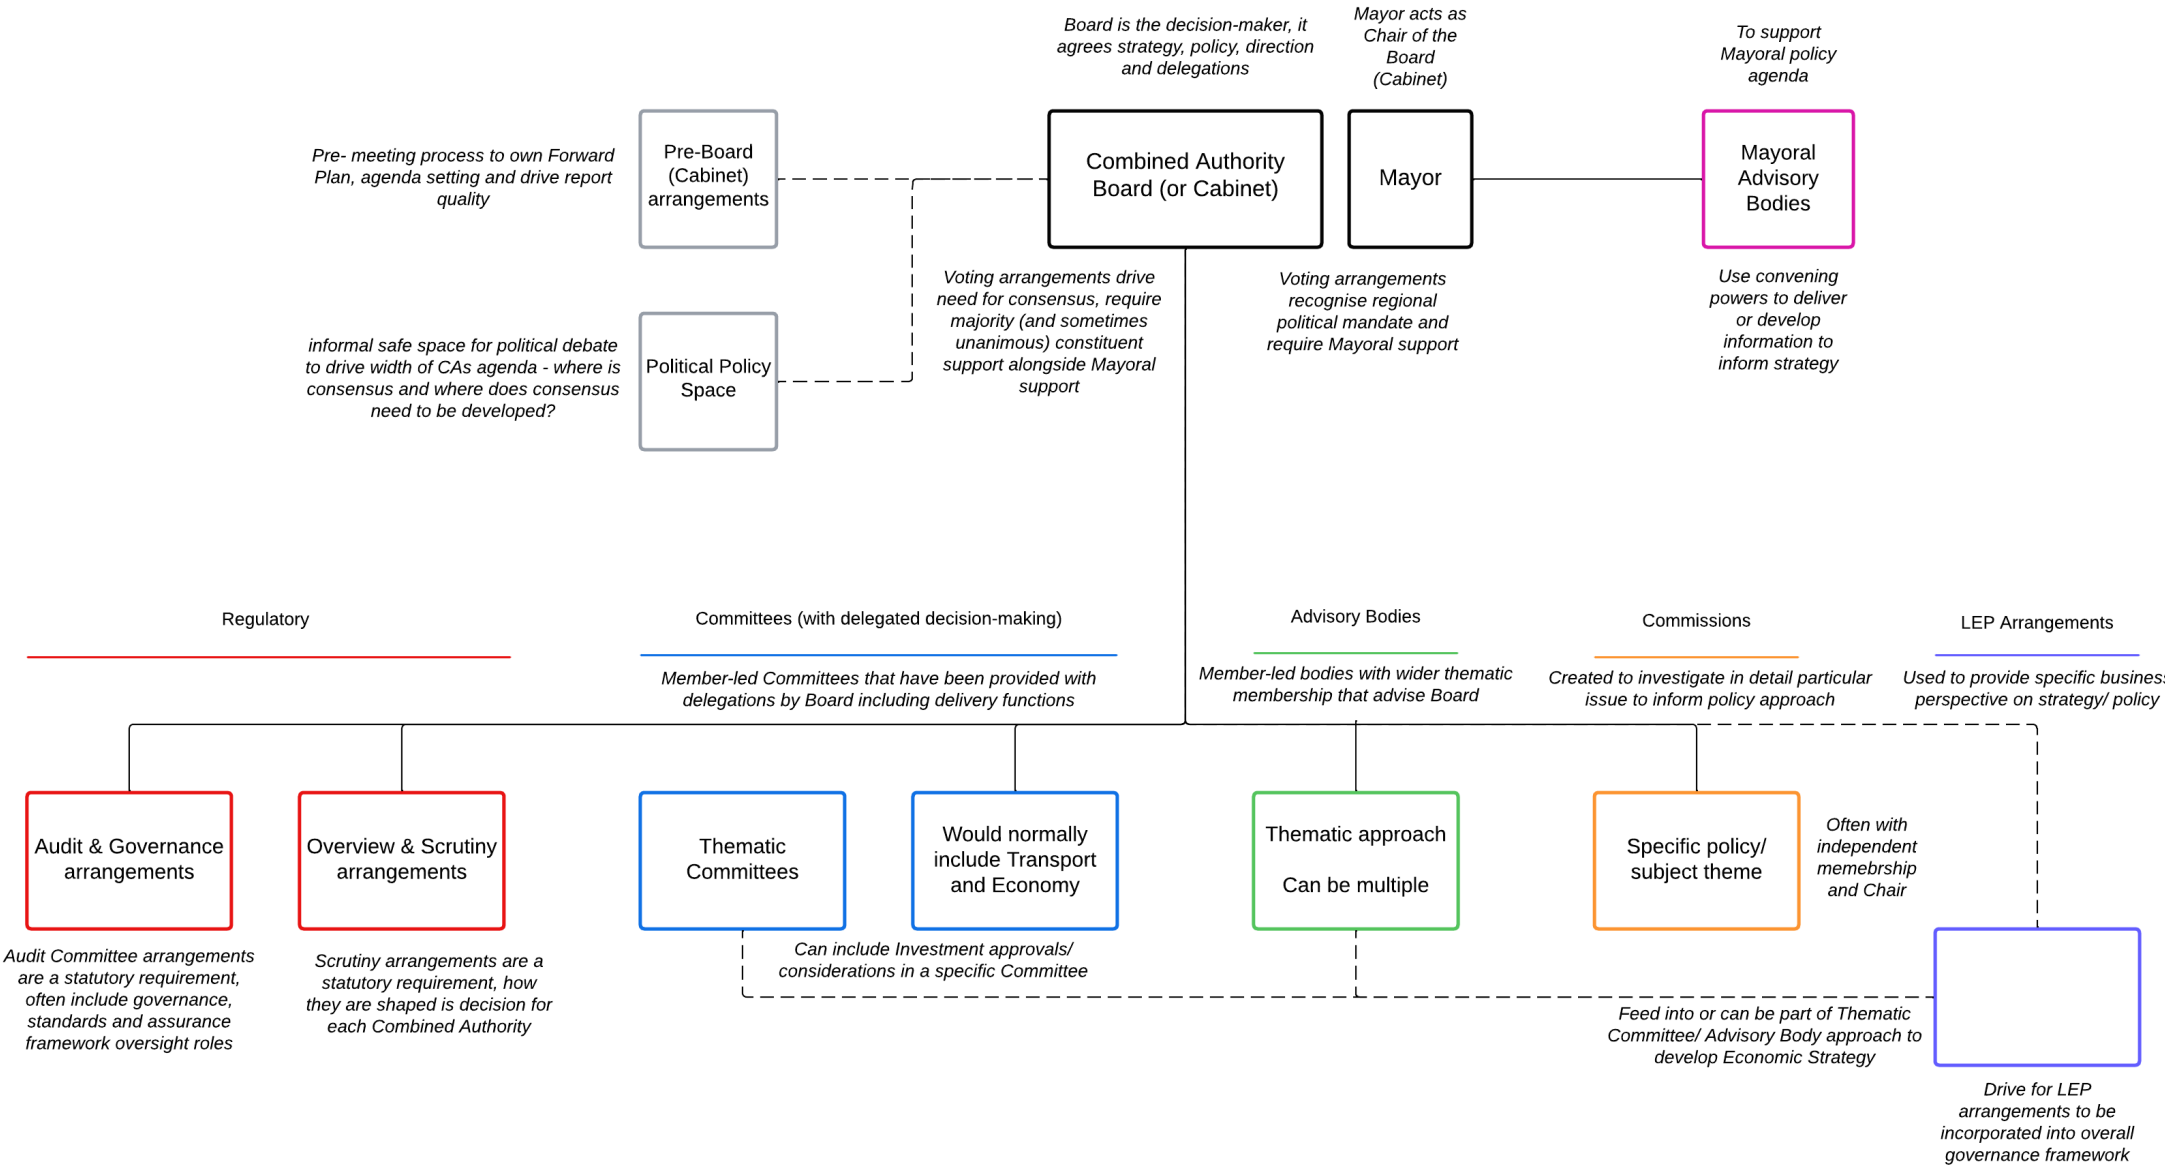 Board is the decision-maker, it
agrees strategy, policy, direction
and delegations
Mayor acts as
Chair of the
Board
(Cabinet)
To support
Mayoral policy
agenda
Pre- meeting process to own Forward
Plan, agenda setting and drive report
quality
Pre-Board
(Cabinet)
arrangements
Combined Authority
Board (or Cabinet)
Mayor
Mayoral
Advisory
Bodies
informal safe space for political debate
to drive width of CAs agenda - where is
consensus and where does consensus
need to be developed?
Political Policy
Space
Voting arrangements drive
need for consensus, require
majority (and sometimes
unanimous) constituent
support alongside Mayoral
support
Voting arrangements
recognise regional
political mandate and
require Mayoral support
Use convening
powers to deliver
or develop
information to
inform strategy
Regulatory
Committees (with delegated decision-making)
Member-led Committees that have been provided with
delegations by Board including delivery functions
Advisory Bodies
Member-led bodies with wider thematic
membership that advise Board
Commissions
Created to investigate in detail particular
issue to inform policy approach
LEP Arrangements
Used to provide specific business
perspective on strategy/ policy
Audit & Governance
arrangements
Overview & Scrutiny
arrangements
Thematic
Committees
Would normally
include Transport
and Economy
Thematic approach
Can be multiple
Specific policy/
subject theme
Often with
independent
memebrship
and Chair
Audit Committee arrangements
are a statutory requirement,
often include governance,
standards and assurance
framework oversight roles
Scrutiny arrangements are a
statutory requirement, how
they are shaped is decision for
each Combined Authority
Can include Investment approvals/
considerations in a specific Committee
Feed into or can be part of Thematic
Committee/ Advisory Body approach to
develop Economic Strategy
Drive for LEP
arrangements to be
incorporated into overall
governance framework